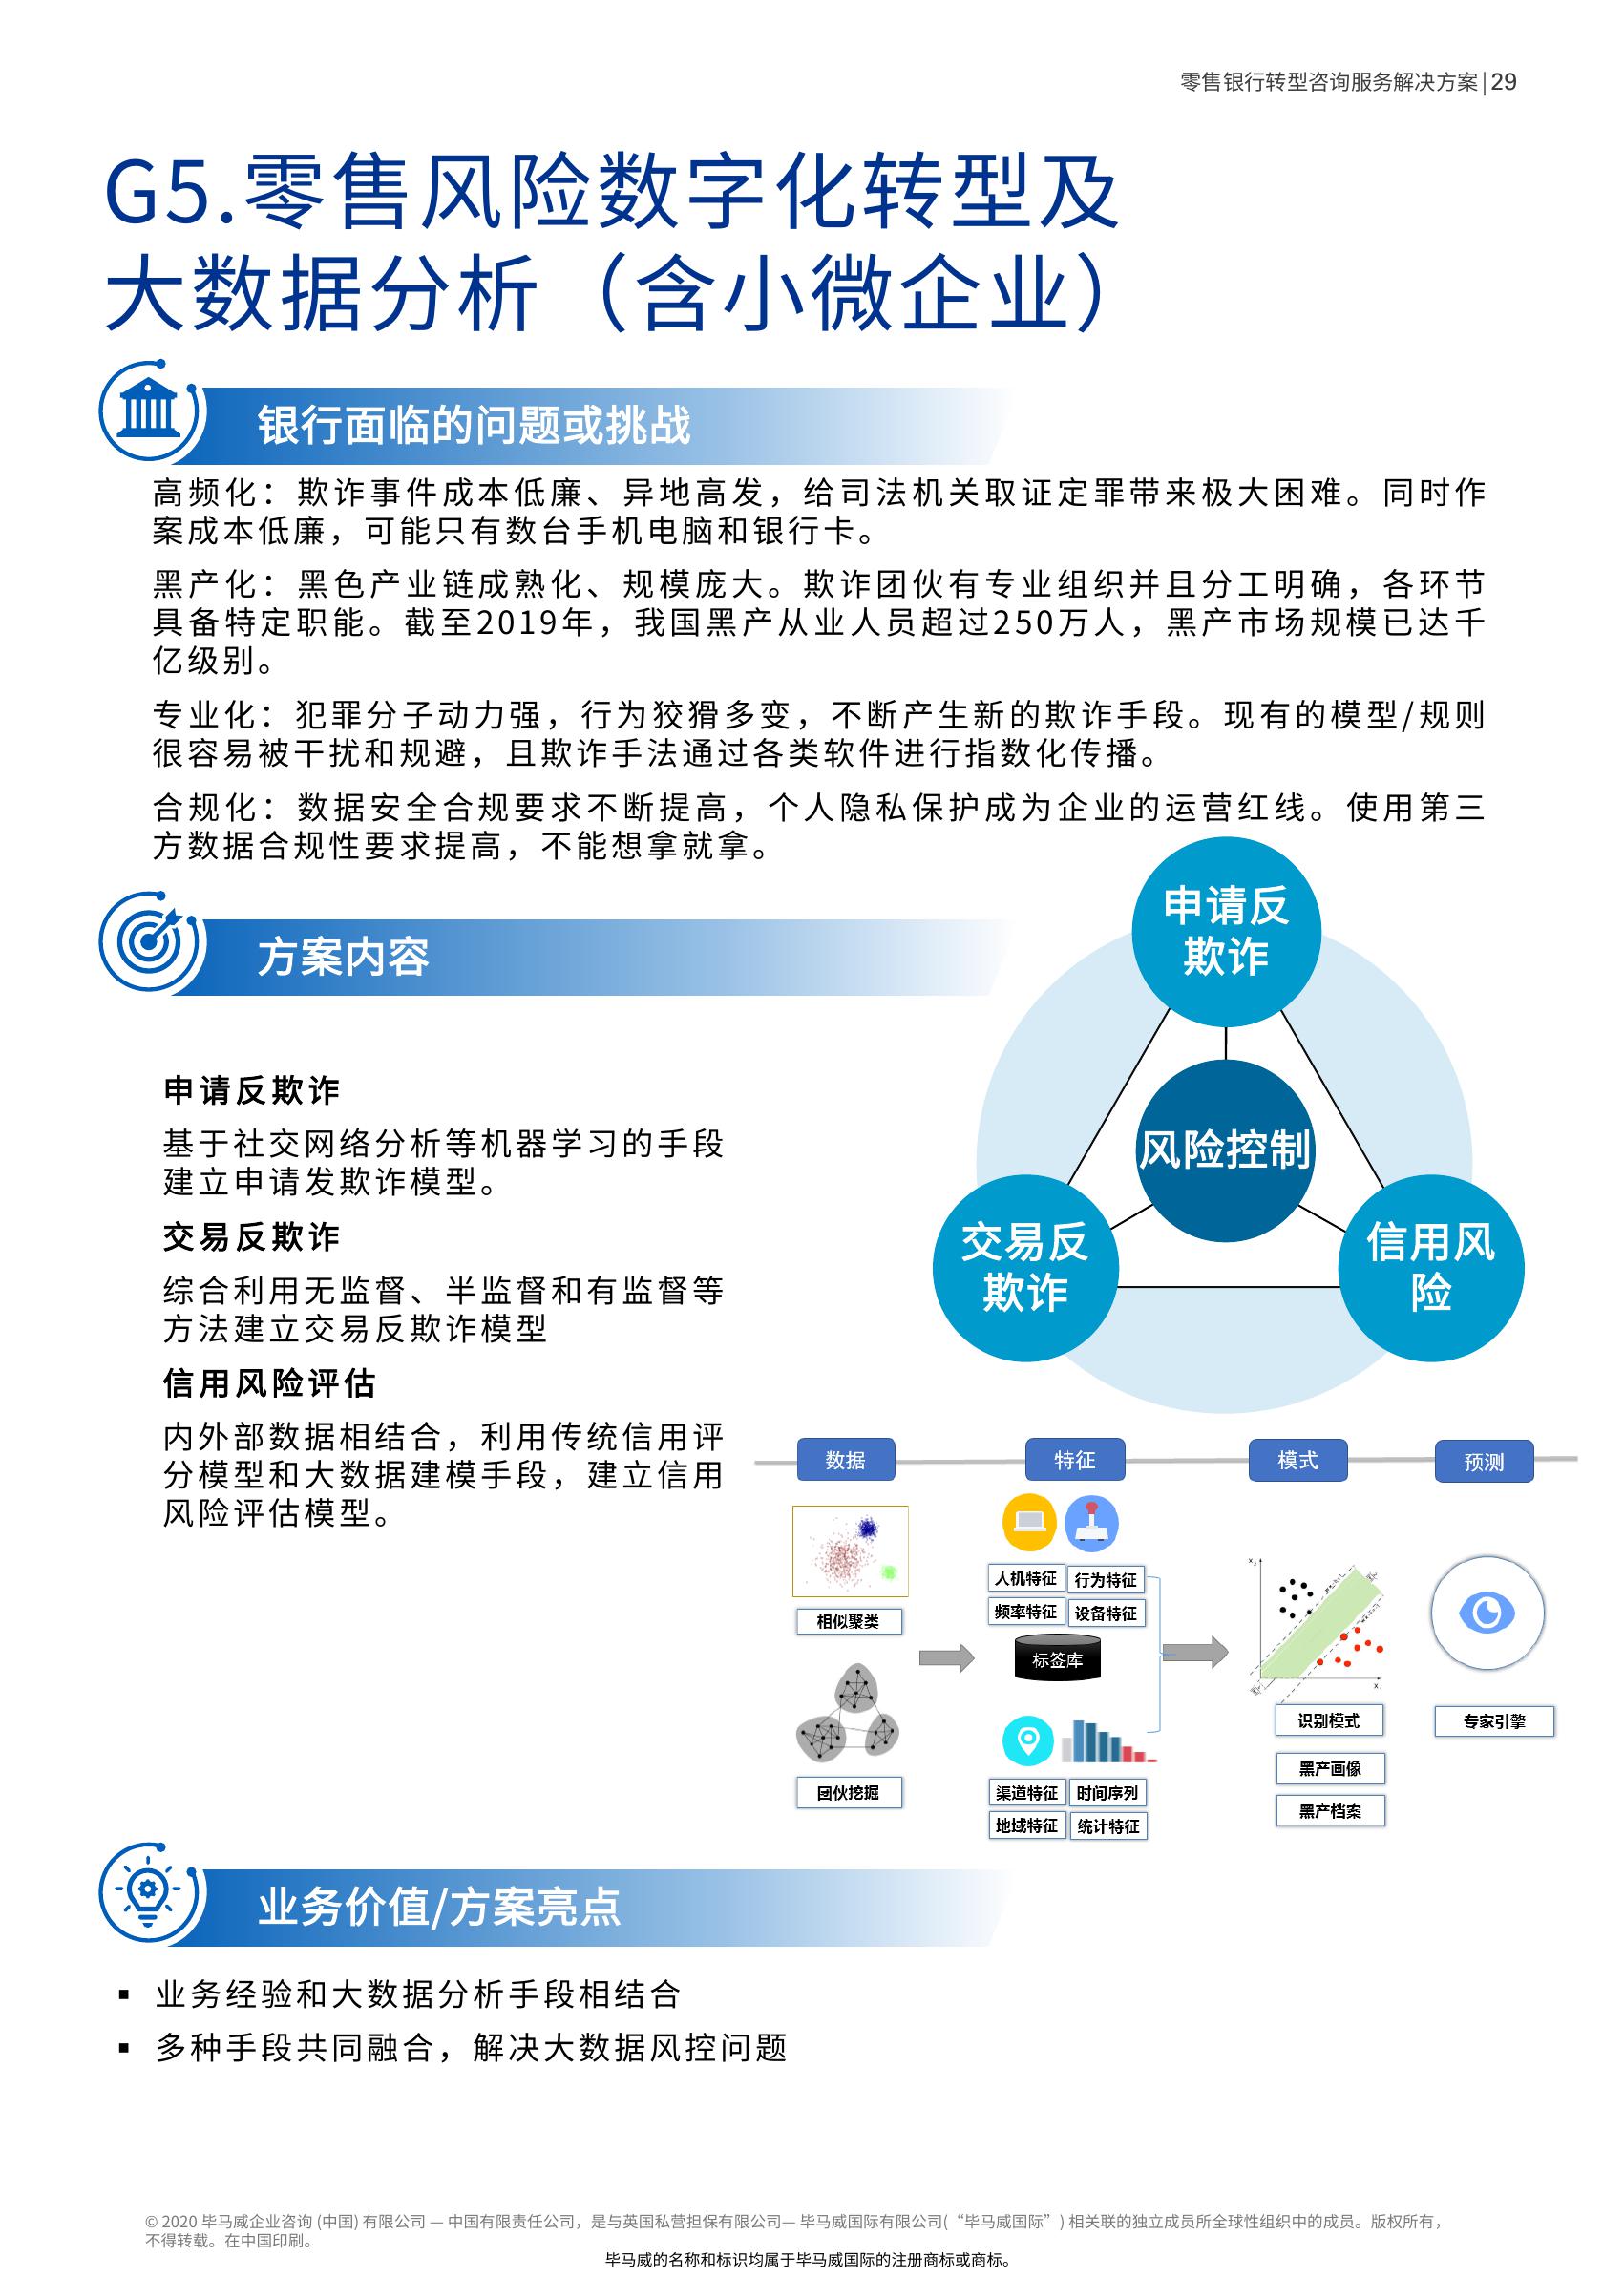 零售银行转型咨询服务解决方案|29
G5.零售风险数字化转型及
大数据分析（含小微企业）
银行面临的问题或挑战
高频化：欺诈事件成本低廉、异地高发，给司法机关取证定罪带来极大困难。同时作
案成本低廉，可能只有数台手机电脑和银行卡。
黑产化：黑色产业链成熟化、规模庞大。欺诈团伙有专业组织并且分工明确，各环节
具备特定职能。截至2019年，我国黑产从业人员超过250万人，黑产市场规模已达千
亿级别。
专业化：犯罪分子动力强，行为狡猾多变，不断产生新的欺诈手段。现有的模型/规则
很容易被干扰和规避，且欺诈手法通过各类软件进行指数化传播。
合规化：数据安全合规要求不断提高，个人隐私保护成为企业的运营红线。使用第三
方数据合规性要求提高，不能想拿就拿。
方案内容
申请反
欺诈
风险控制
交易反
欺诈
信用风
险
申请反欺诈
基于社交网络分析等机器学习的手段
建立申请发欺诈模型。
交易反欺诈
综合利用无监督、半监督和有监督等
方法建立交易反欺诈模型
信用风险评估
内外部数据相结合，利用传统信用评
分模型和大数据建模手段，建立信用
风险评估模型。
数据
特征
模式
预测
相似聚类
团伙挖掘
人机特征
行为特征
频率特征
设备特征
标签库
渠道特征
时间序列
地域特征
统计特征
x₂
x₁
识别模式
黑产画像
黑产档案
专家引擎
业务价值/方案亮点
▪ 业务经验和大数据分析手段相结合
▪ 多种手段共同融合，解决大数据风控问题
© 2020 毕马威企业咨询 (中国) 有限公司 — 中国有限责任公司，是与英国私营担保有限公司— 毕马威国际有限公司(“毕马威国际”) 相关联的独立成员所全球性组织中的成员。版权所有，
不得转载。在中国印刷。
毕马威的名称和标识均属于毕马威国际的注册商标或商标。